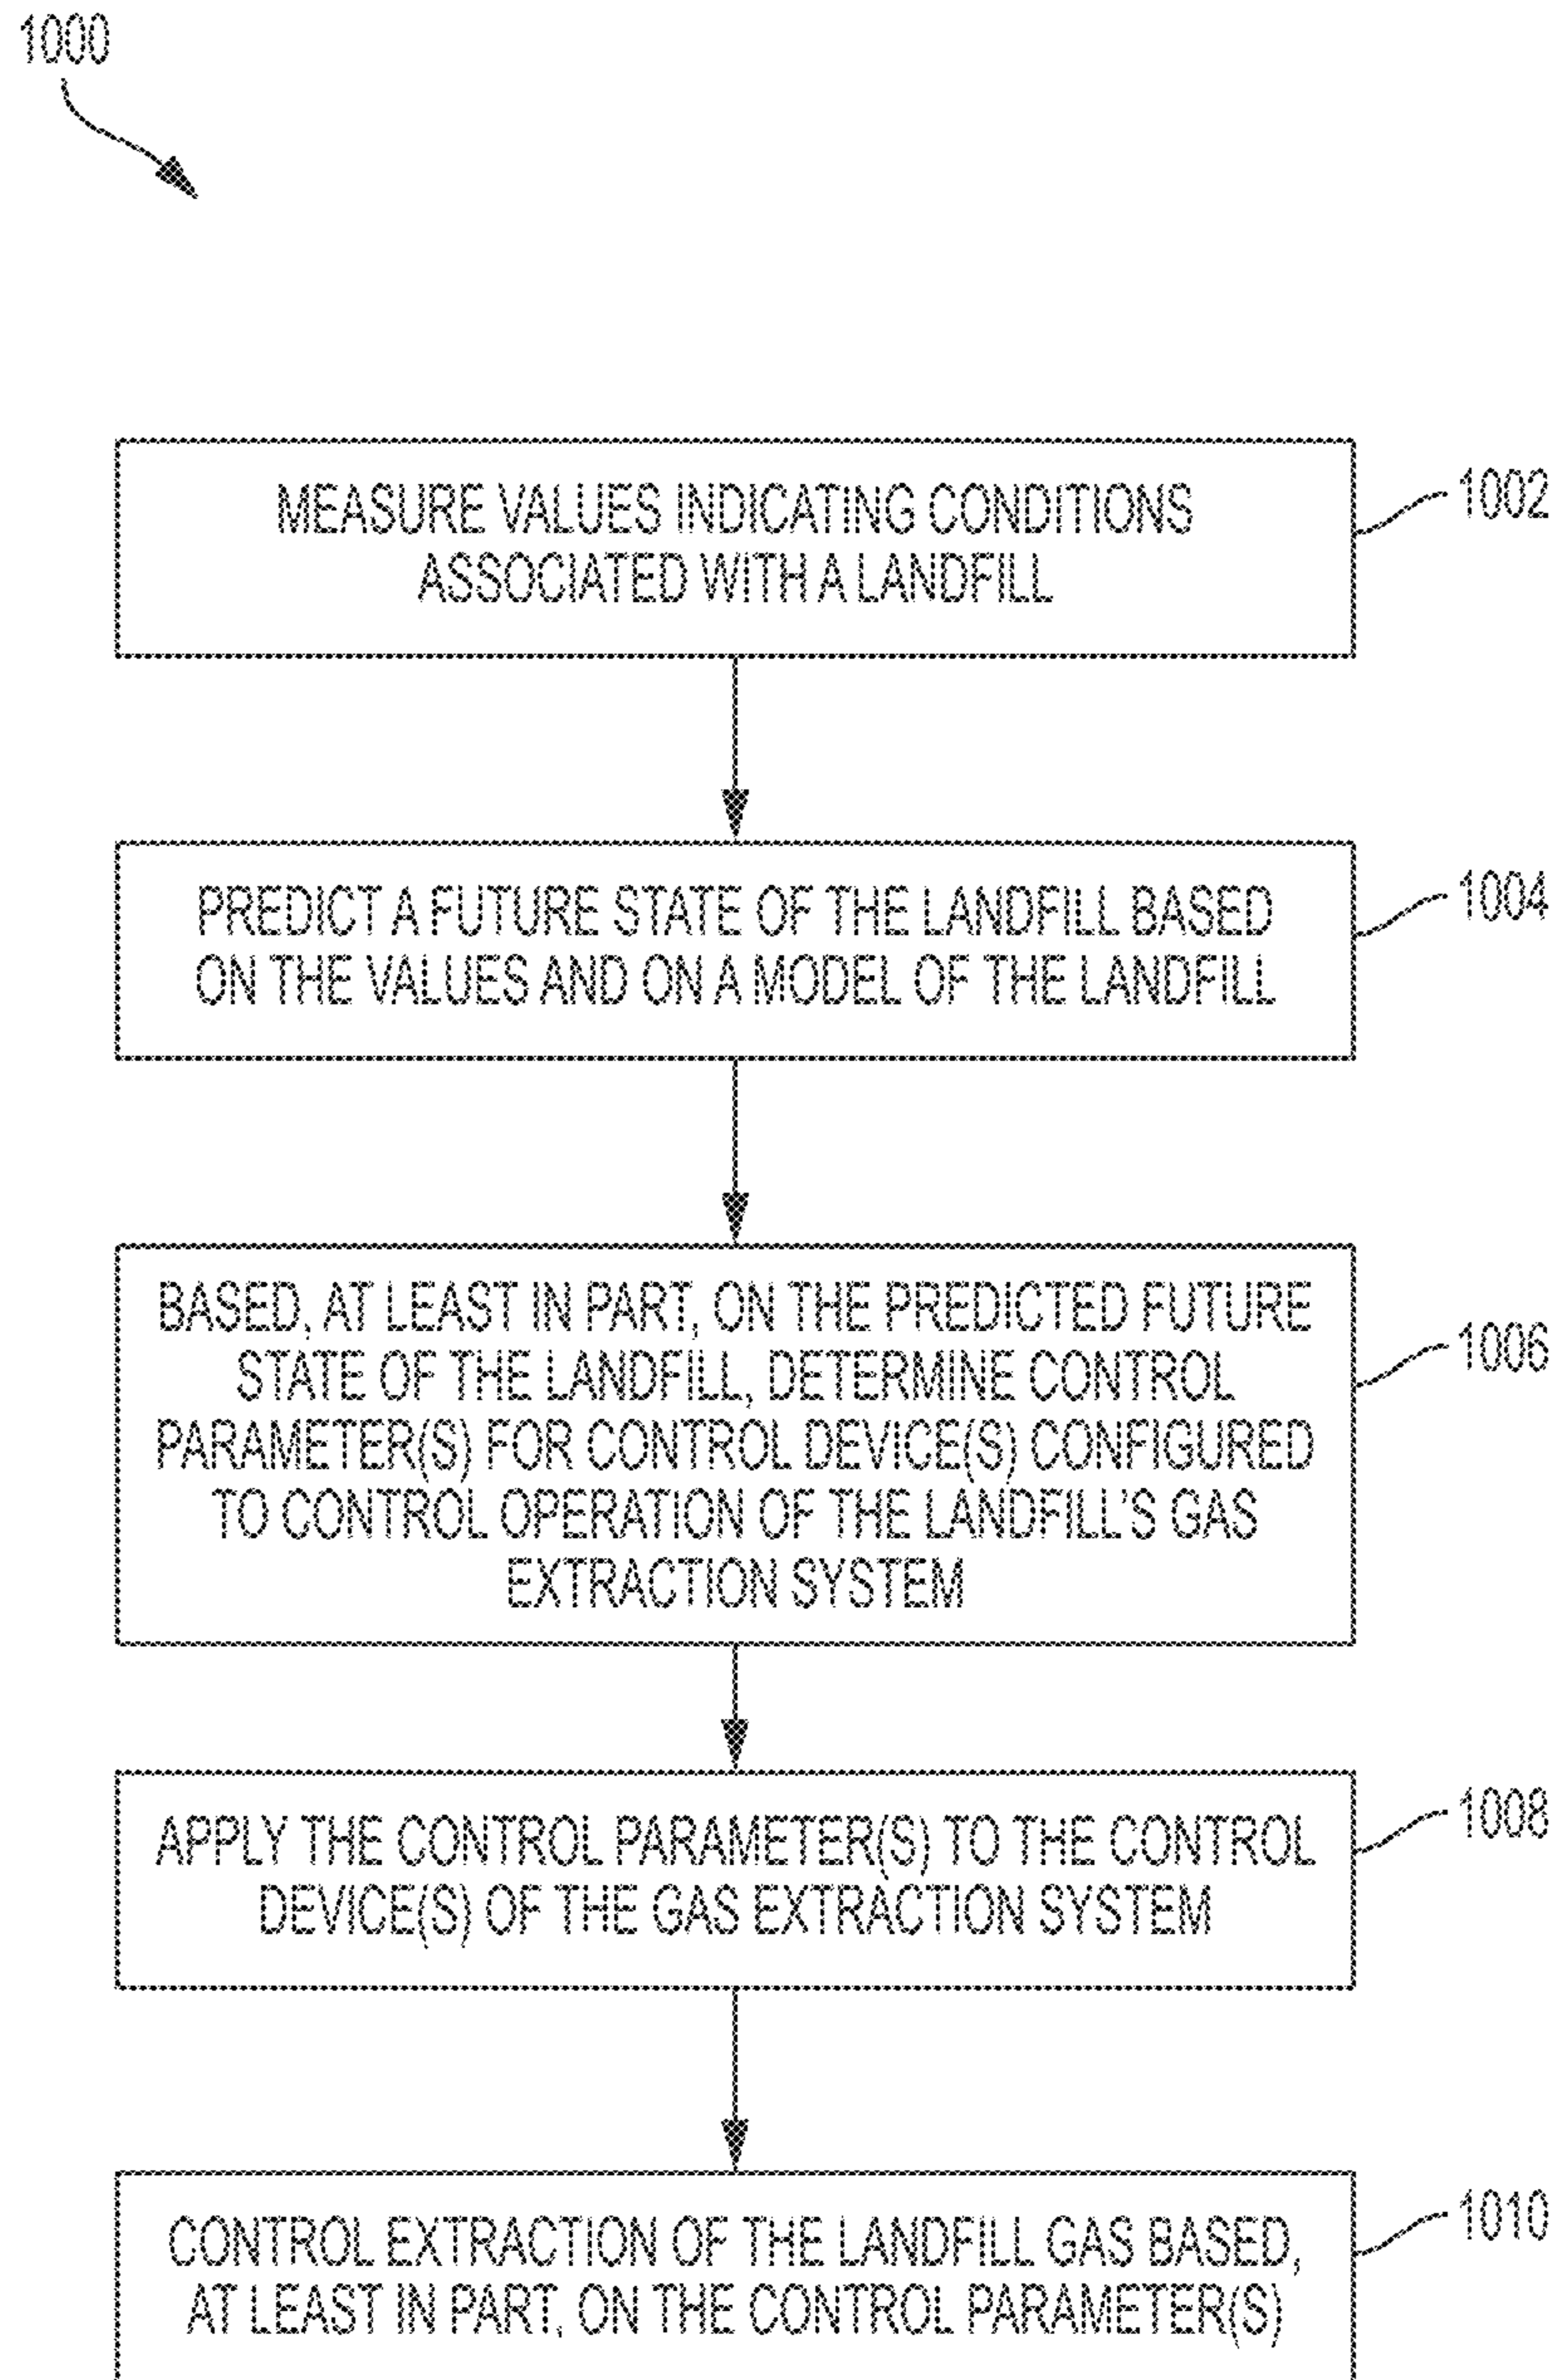 1000
MEASURE VALUES INDICATING CONDITIONS
ASSOCIATED WITH A LANDFILL
1002
PREDICT A FUTURE STATE OF THE LANDFILL BASED
ON THE VALUES AND ON A MODEL OF THE LANDFILL
1004
BASED, AT LEAST IN PART, ON THE PREDICTED FUTURE
STATE OF THE LANDFILL, DETERMINE CONTROL
PARAMETER(S) FOR CONTROL DEVICE(S) CONFIGURED
TO CONTROL OPERATION OF THE LANDFILL'S GAS
EXTRACTION SYSTEM
1006
APPLY THE CONTROL PARAMETER(S) TO THE CONTROL
DEVICE(S) OF THE GAS EXTRACTION SYSTEM
1008
CONTROL EXTRACTION OF THE LANDFILL GAS BASED,
AT LEAST IN PART, ON THE CONTROL PARAMETER(S)
1010